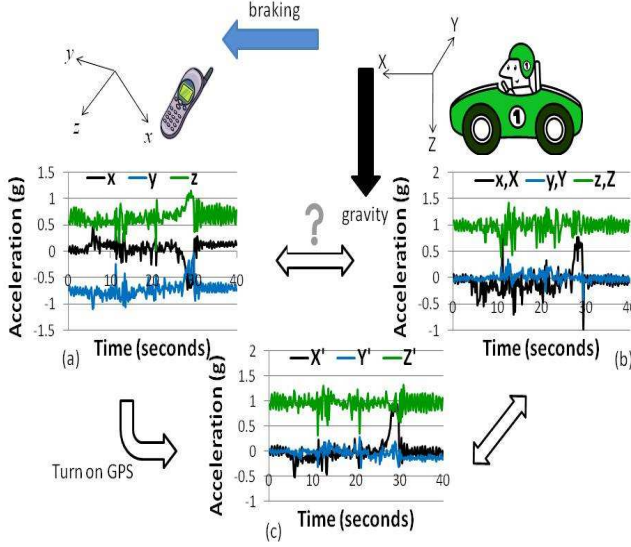 braking
y
z
x
X
Y
Z
1
1
gravity
?
x y z
Acceleration (g)
1.5
1
0.5
0
-0.5
-1
-1.5
0 10 20 30 40
Time (seconds)
(a)
x,X y,Y z,Z
Acceleration (g)
2
1.5
1
0.5
0
-0.5
-1
0 10 20 30 40
Time (seconds)
(b)
Turn on GPS
X' Y' Z'
Acceleration (g)
2
1.5
1
0.5
0
-0.5
-1
0 10 20 30 40
Time (seconds)
(c)